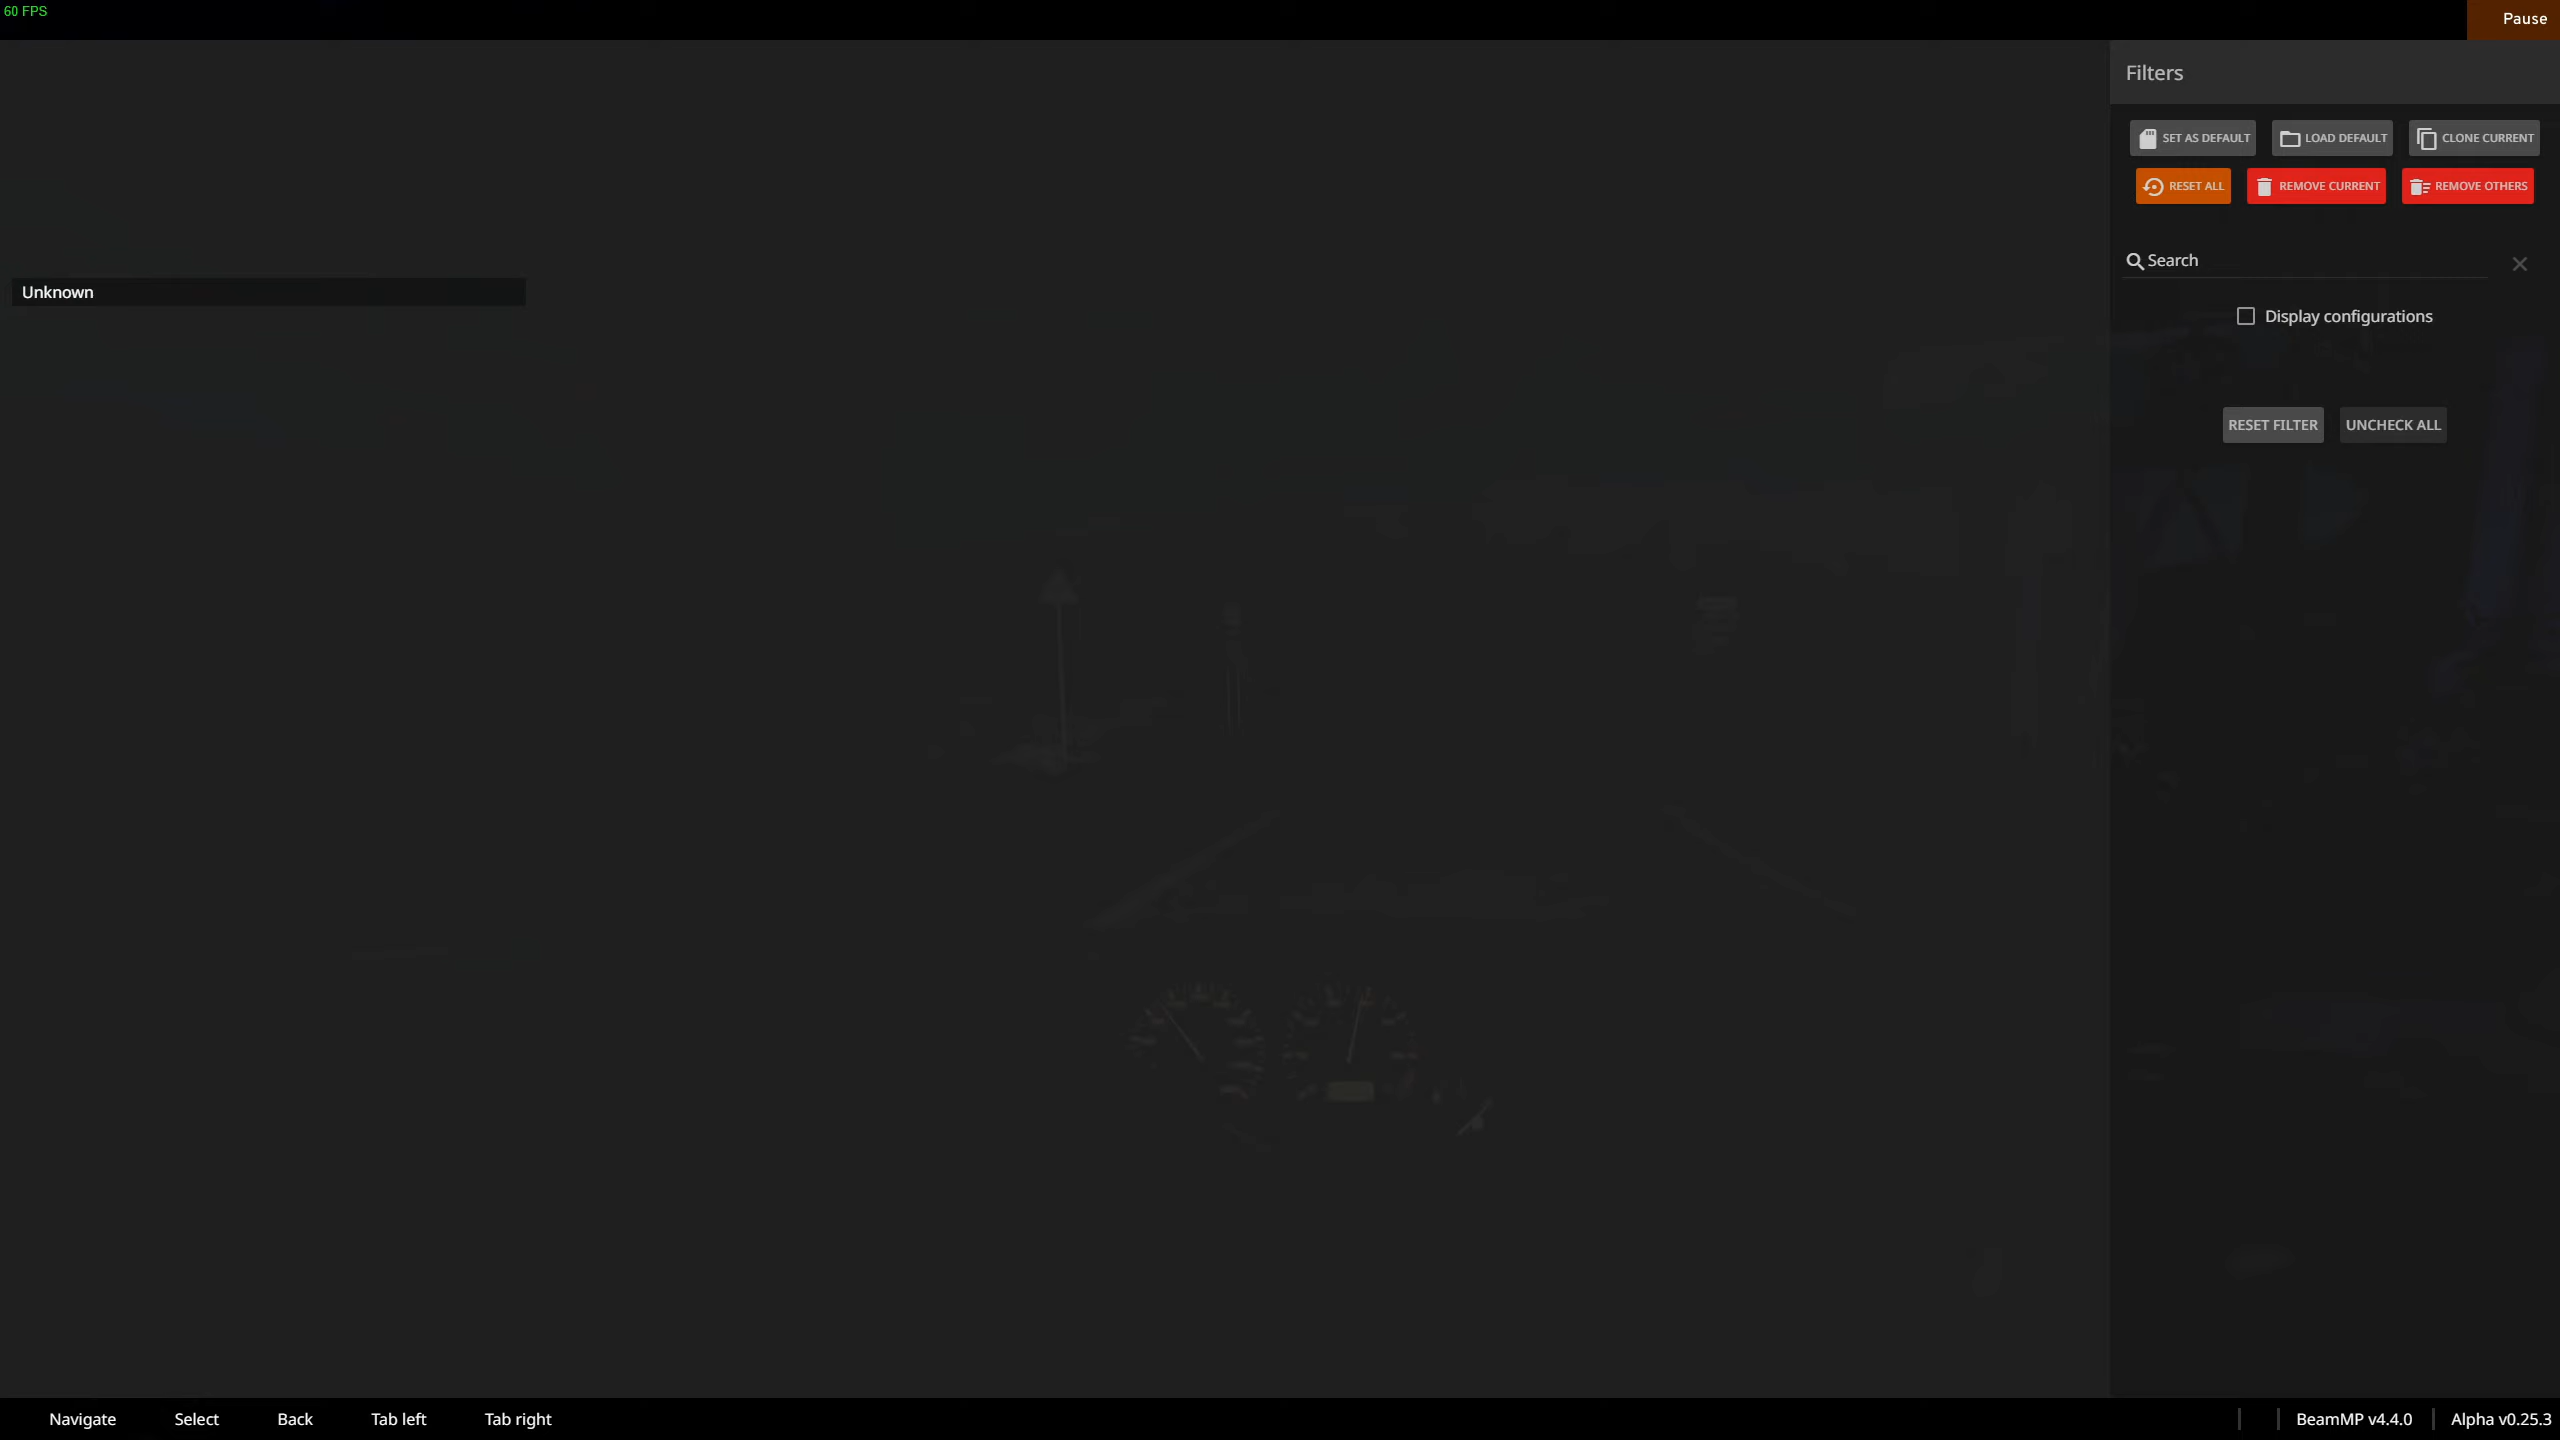 60 FPS
Pause
Filters
SET AS DEFAULT
LOAD DEFAULT
CLONE CURRENT
RESET ALL
REMOVE CURRENT
REMOVE OTHERS
Search
Unknown
Display configurations
RESET FILTER
UNCHECK ALL
Navigate
Select
Back
Tab left
Tab right
BeamMP v4.4.0
Alpha v0.25.3